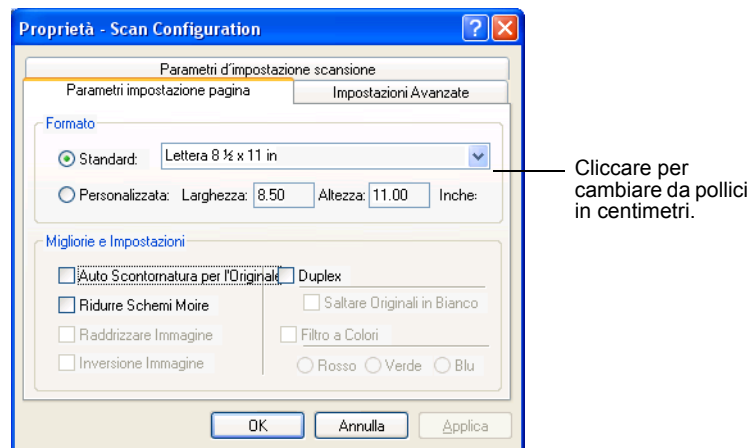 Proprietà - Scan Configuration
Parametri d'impostazione scansione
Parametri impostazione pagina
Impostazioni Avanzate
Formato
Standard: Lettera 8 ½ x 11 in
Personalizzata: Larghezza: 8.50 Altezza: 11.00 Inche:
Cliccare per
cambiare da pollici
in centimetri.
Migliorie e Impostazioni
Auto Scontornatura per l'Originale
Duplex
Ridurre Schemi Moire
Saltare Originali in Bianco
Raddrizzare Immagine
Filtro a Colori
Inversione Immagine
Rosso Verde Blu
OK Annulla Applica